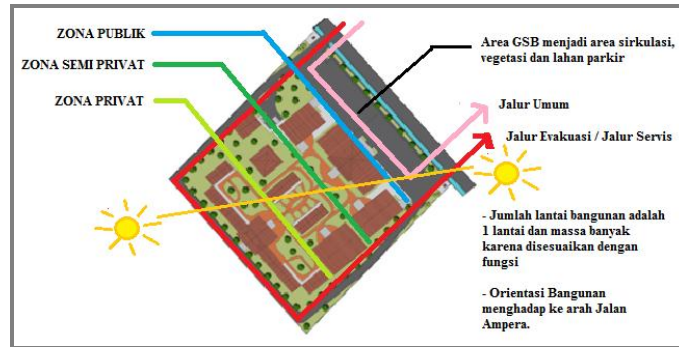 ZONA PUBLIK
ZONA SEMI PRIVAT
ZONA PRIVAT
Area GSB menjadi area sirkulasi,
vegetasi dan lahan parkir
Jalur Umum
Jalur Evakuasi / Jalur Servis
- Jumlah lantai bangunan adalah
1 lantai dan massa banyak
karena disesuaikan dengan
fungsi
- Orientasi Bangunan
menghadap ke arah Jalan
Ampera.